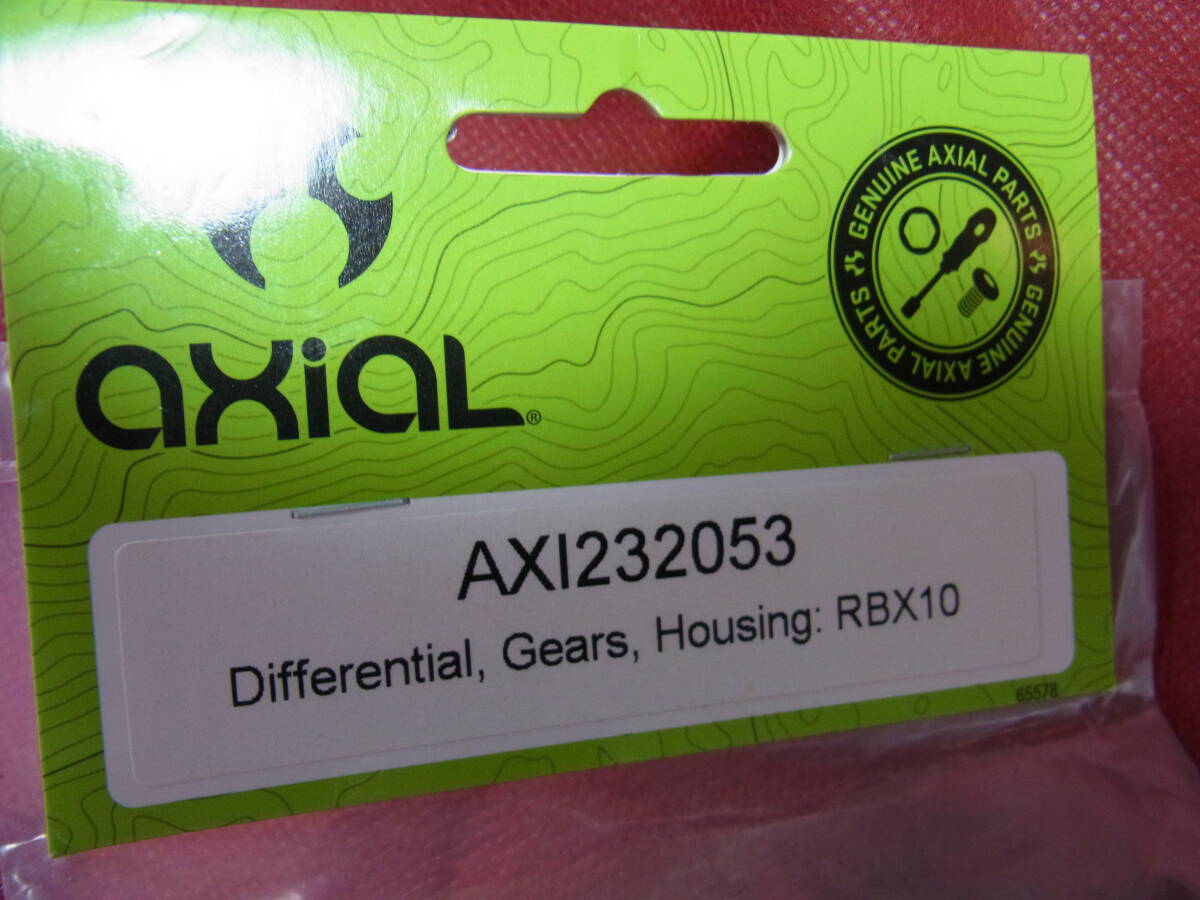 GENUINE AXIAL PARTS
GENUINE AXIAL PARTS
axial®
AXI232053
Differential, Gears, Housing: RBX10
65578